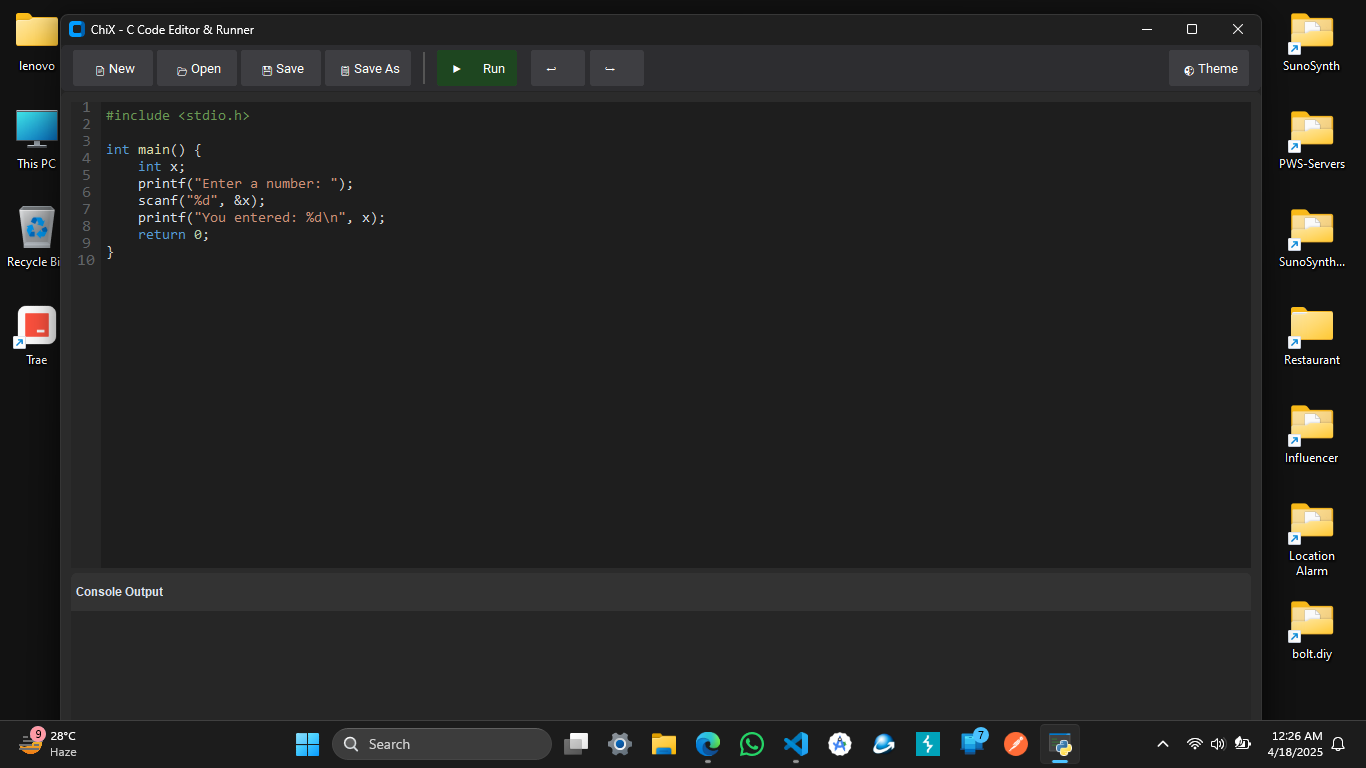 ChiX - C Code Editor & Runner
New
Open
Save
Save As
Run
Theme
1
2
3
4
5
6
7
8
9
10
#include <stdio.h>
int main() {
    int x;
    printf("Enter a number: ");
    scanf("%d", &x);
    printf("You entered: %d\n", x);
    return 0;
}
Console Output
lenovo
This PC
Recycle Bi
Trae
SunoSynth
PWS-Servers
SunoSynth...
Restaurant
Influencer
Location
Alarm
bolt.diy
9
28°C
Haze
Search
7
12:26 AM
4/18/2025